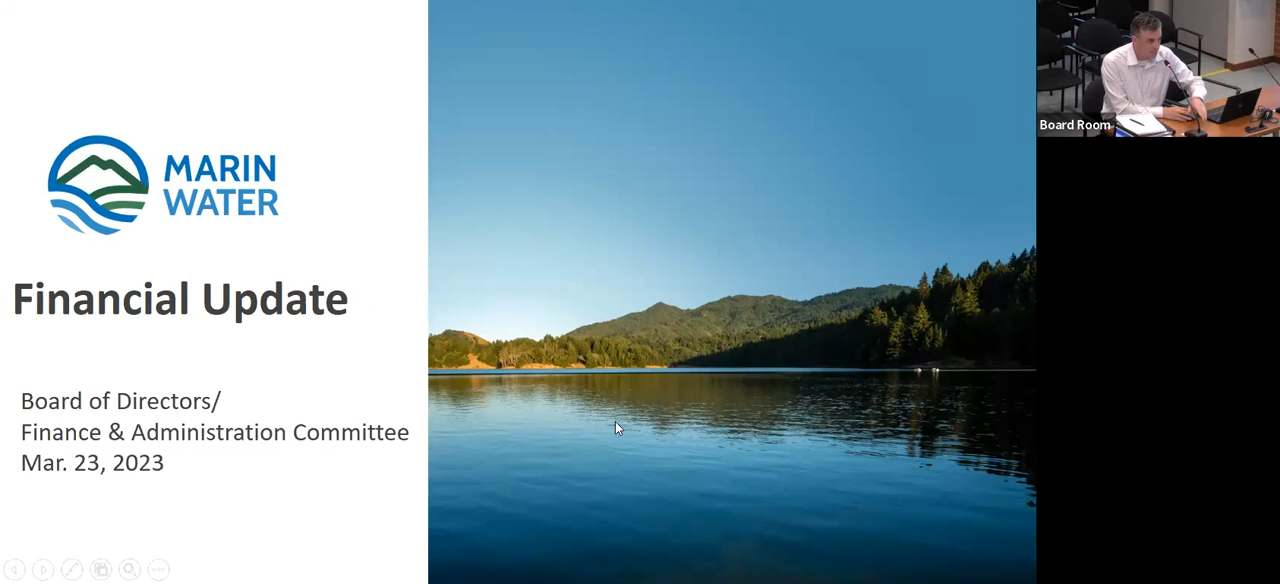 MARIN
WATER
Financial Update
Board of Directors/
Finance & Administration Committee
Mar. 23, 2023
Board Room